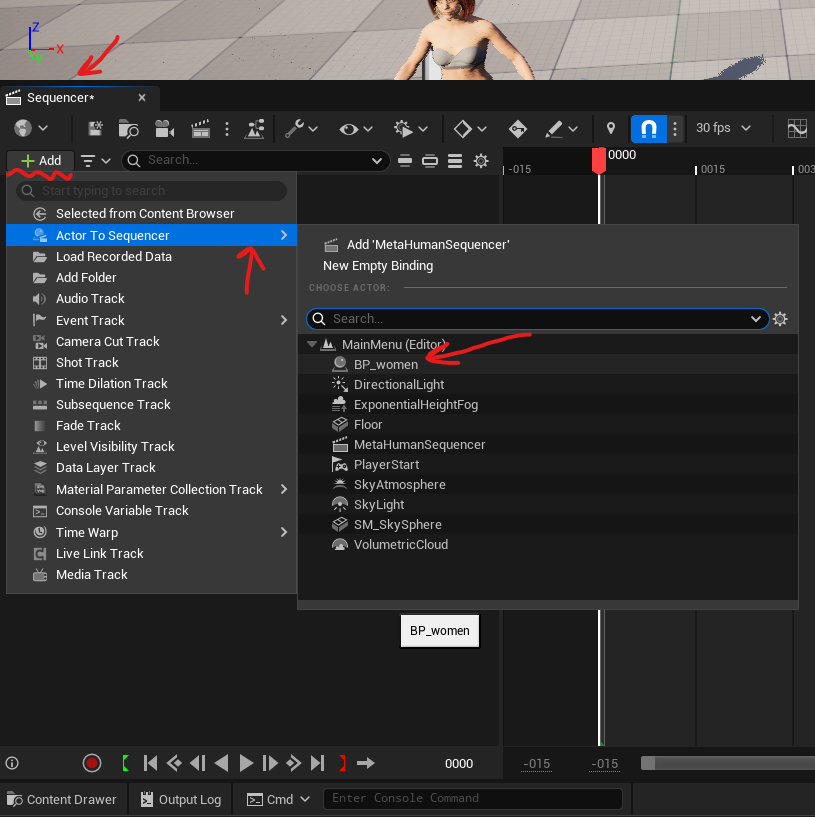 Z
X
Y
Sequencer*
30 fps
Add
Search...
0000
-015
0015
003
Start typing to search
Selected from Content Browser
Actor To Sequencer
Load Recorded Data
Add Folder
Audio Track
Event Track
Camera Cut Track
Shot Track
Time Dilation Track
Subsequence Track
Fade Track
Level Visibility Track
Data Layer Track
Material Parameter Collection Track
Console Variable Track
Time Warp
Live Link Track
Media Track
Add 'MetaHumanSequencer'
New Empty Binding
CHOOSE ACTOR:
Search...
MainMenu (Editor)
BP_women
DirectionalLight
ExponentialHeightFog
Floor
MetaHumanSequencer
PlayerStart
SkyAtmosphere
SkyLight
SM_SkySphere
VolumetricCloud
BP_women
0000
-015
-015
Content Drawer
Output Log
Cmd
Enter Console Command